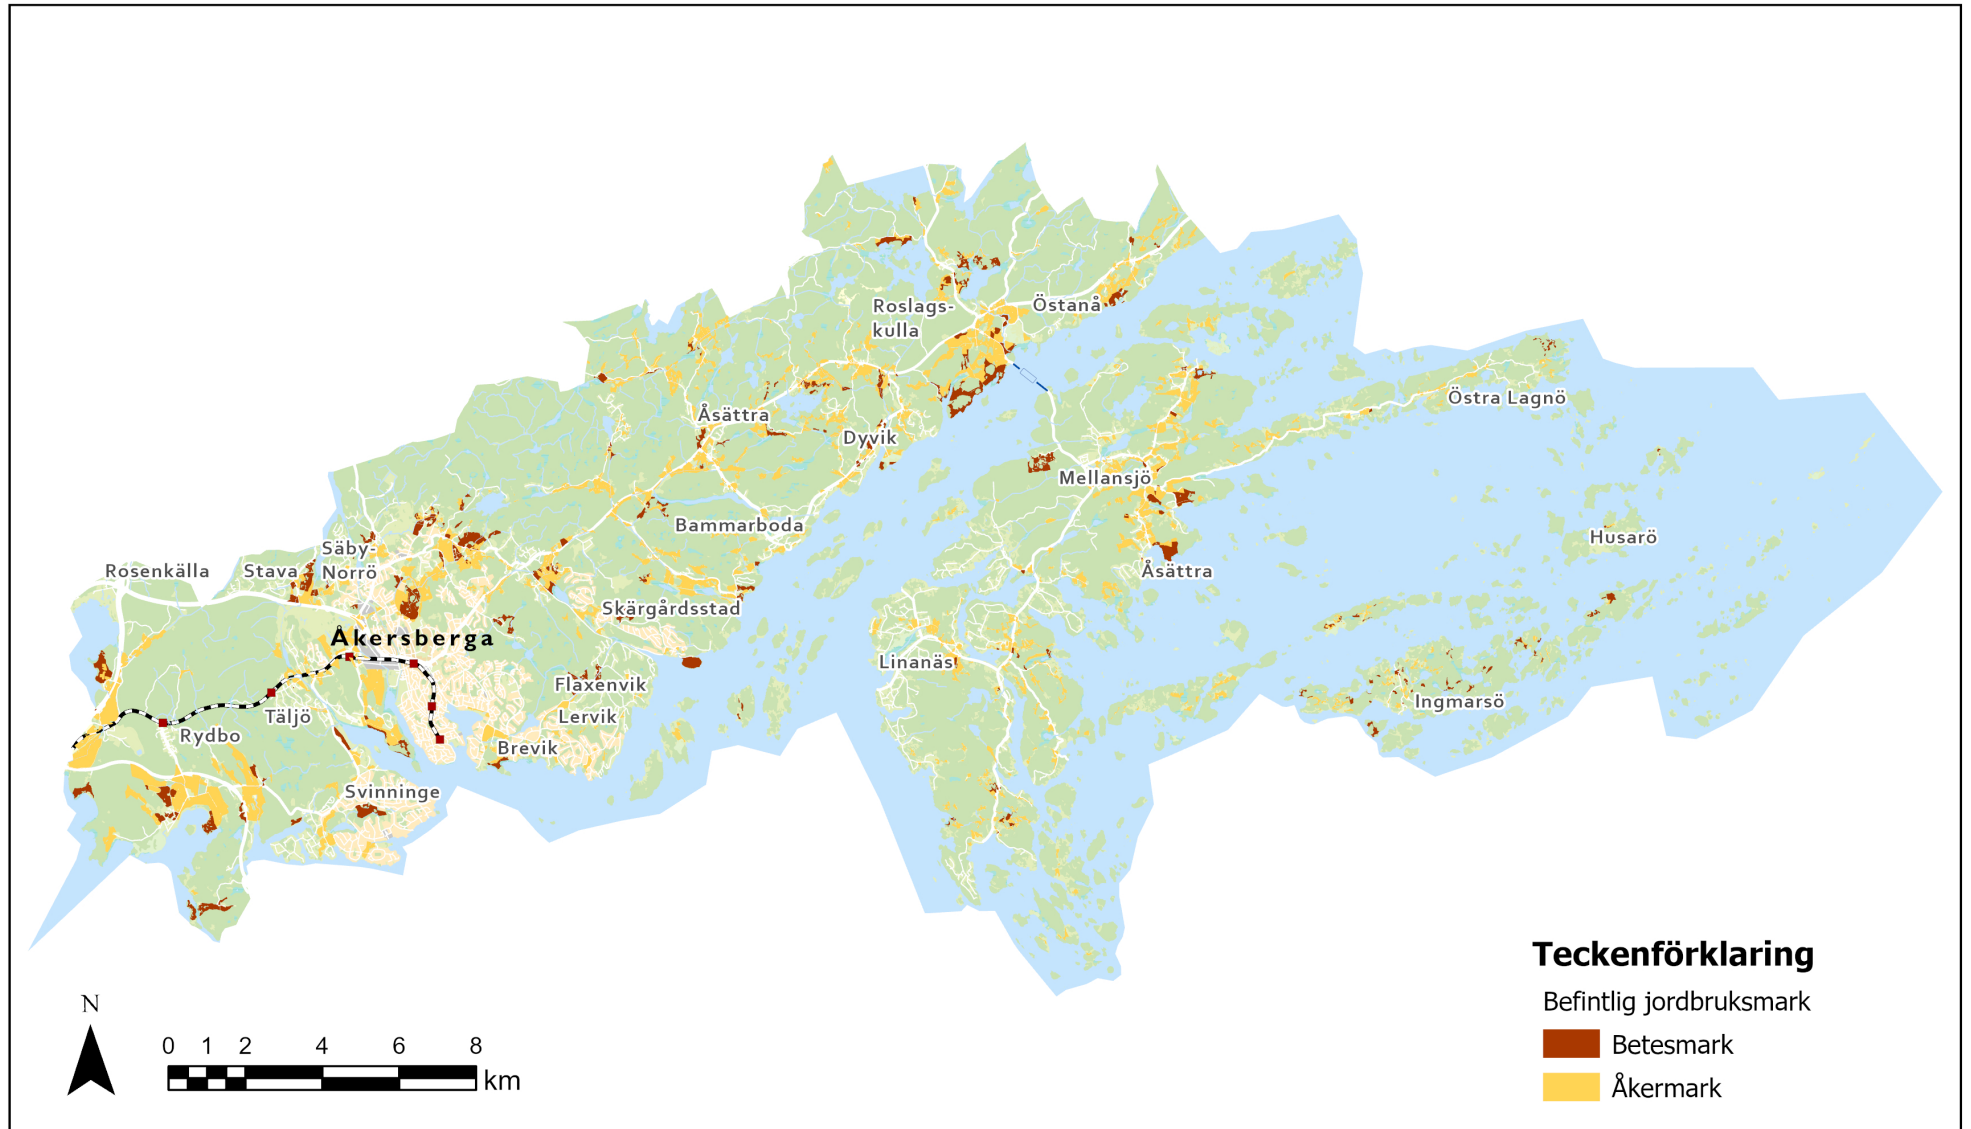 Roslags-
kulla
Östanå
Östra Lagnö
Åsättra
Dyvik
Mellansjö
Bammarboda
Husarö
Säby-
Norrö
Rosenkälla
Stava
Åsättra
Skärgårdsstad
Åkersberga
Linanäs
Flaxenvik
Ingmarsö
Täljö
Lervik
Rydbo
Brevik
Svinninge
Teckenförklaring
Befintlig jordbruksmark
Betesmark
Åkermark
N
0 1 2 4 6 8
km